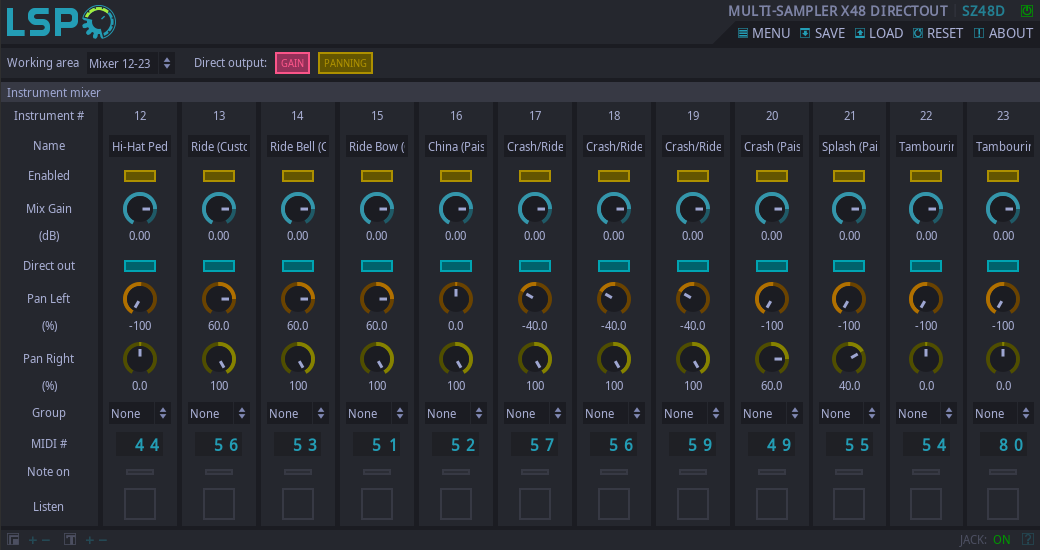 LSP
MULTI-SAMPLER X48 DIRECTOUT SZ48D
MENU SAVE LOAD RESET ABOUT
Working area Mixer 12-23 Direct output: GAIN PANNING
Instrument mixer
Instrument # 12 13 14 15 16 17 18 19 20 21 22 23
Name Hi-Hat Ped Ride (Custo Ride Bell (C Ride Bow ( China (Pais Crash/Ride Crash/Ride Crash/Ride Crash (Pais Splash (Pai Tambourin Tambourin
Enabled
Mix Gain
(dB) 0.00 0.00 0.00 0.00 0.00 0.00 0.00 0.00 0.00 0.00 0.00 0.00
Direct out
Pan Left
(%) -100 60.0 60.0 60.0 0.0 -40.0 -40.0 -40.0 -100 -100 -100 -100
Pan Right
(%) 0.0 100 100 100 100 100 100 100 60.0 40.0 0.0 0.0
Group None None None None None None None None None None None None
MIDI # 44 56 53 51 52 57 56 59 49 55 54 80
Note on
Listen
+ - T + - JACK: ON ?